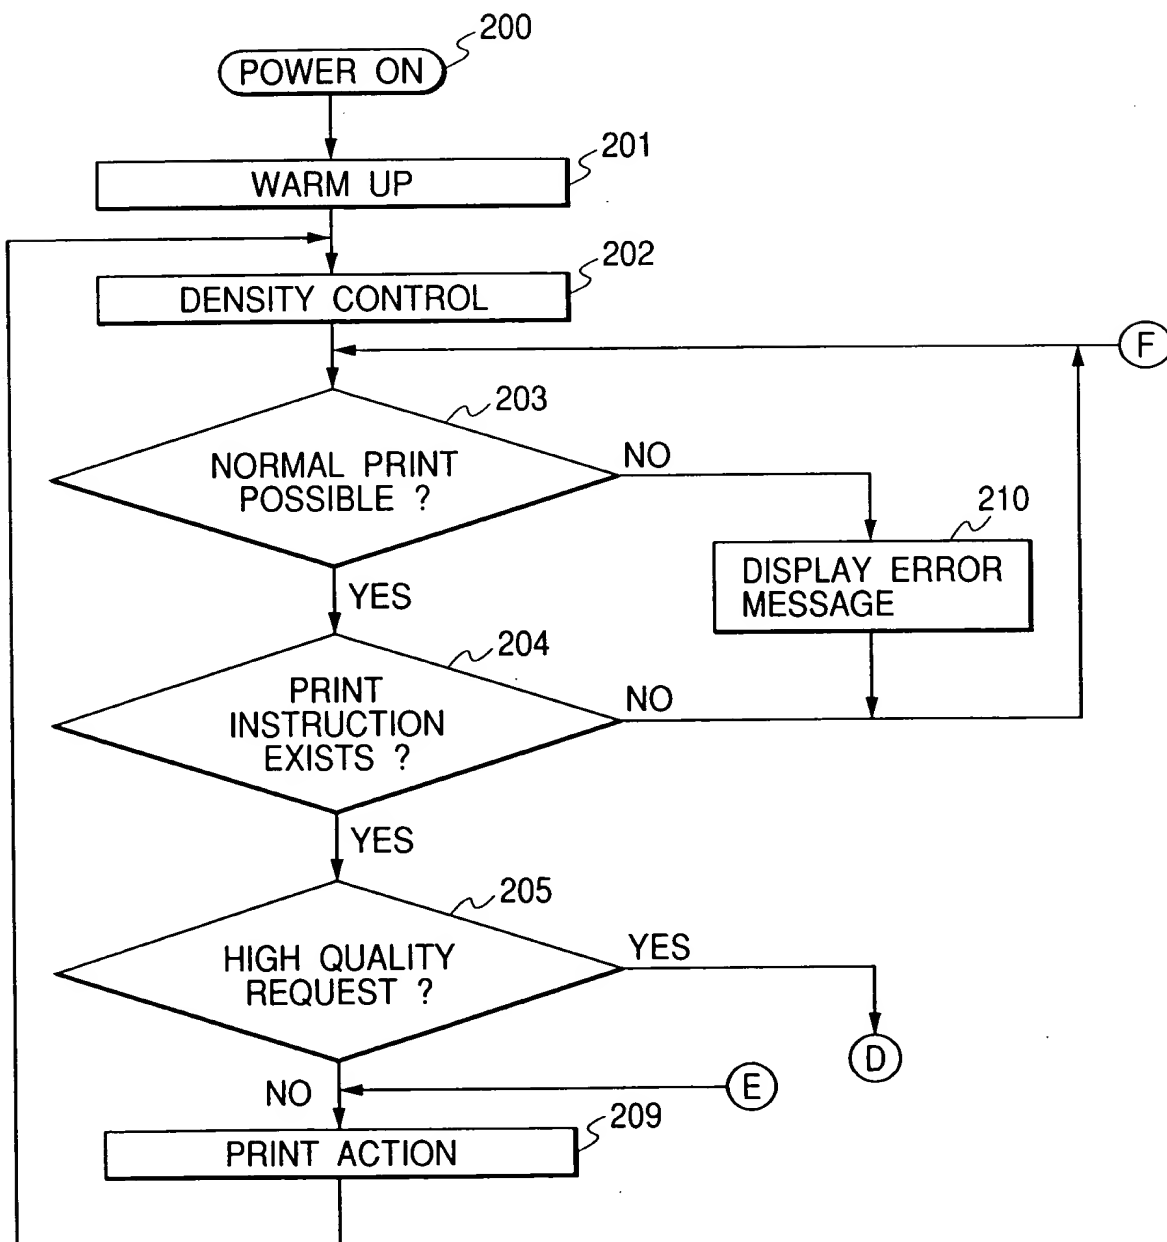 200
POWER ON
201
WARM UP
202
DENSITY CONTROL
F
203
NORMAL PRINT
POSSIBLE ?
NO
210
DISPLAY ERROR
MESSAGE
YES
204
PRINT
INSTRUCTION
EXISTS ?
NO
YES
205
HIGH QUALITY
REQUEST ?
YES
D
NO
E
209
PRINT ACTION